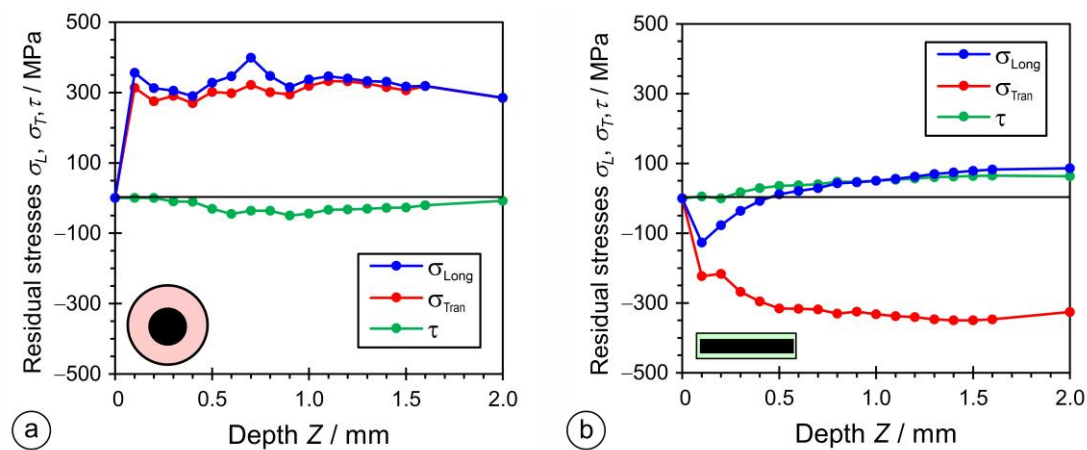 500
300
100
−100
−300
−500
Residual stresses σL, σT, τ / MPa
σLong
σTran
τ
0
0.5
1.0
1.5
2.0
Depth Z / mm
a
500
300
100
−100
−300
−500
Residual stresses σL, σT, τ / MPa
σLong
σTran
τ
0
0.5
1.0
1.5
2.0
Depth Z / mm
b